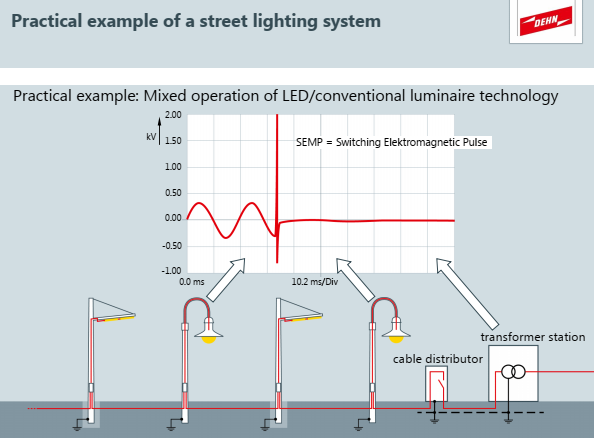 Practical example of a street lighting system
DEHN
Practical example: Mixed operation of LED/conventional luminaire technology
kV
2.00
1.50
1.00
0.50
0.00
-0.50
-1.00
SEMP = Switching Elektromagnetic Pulse
0.0 ms
10.2 ms/Div
transformer station
cable distributor